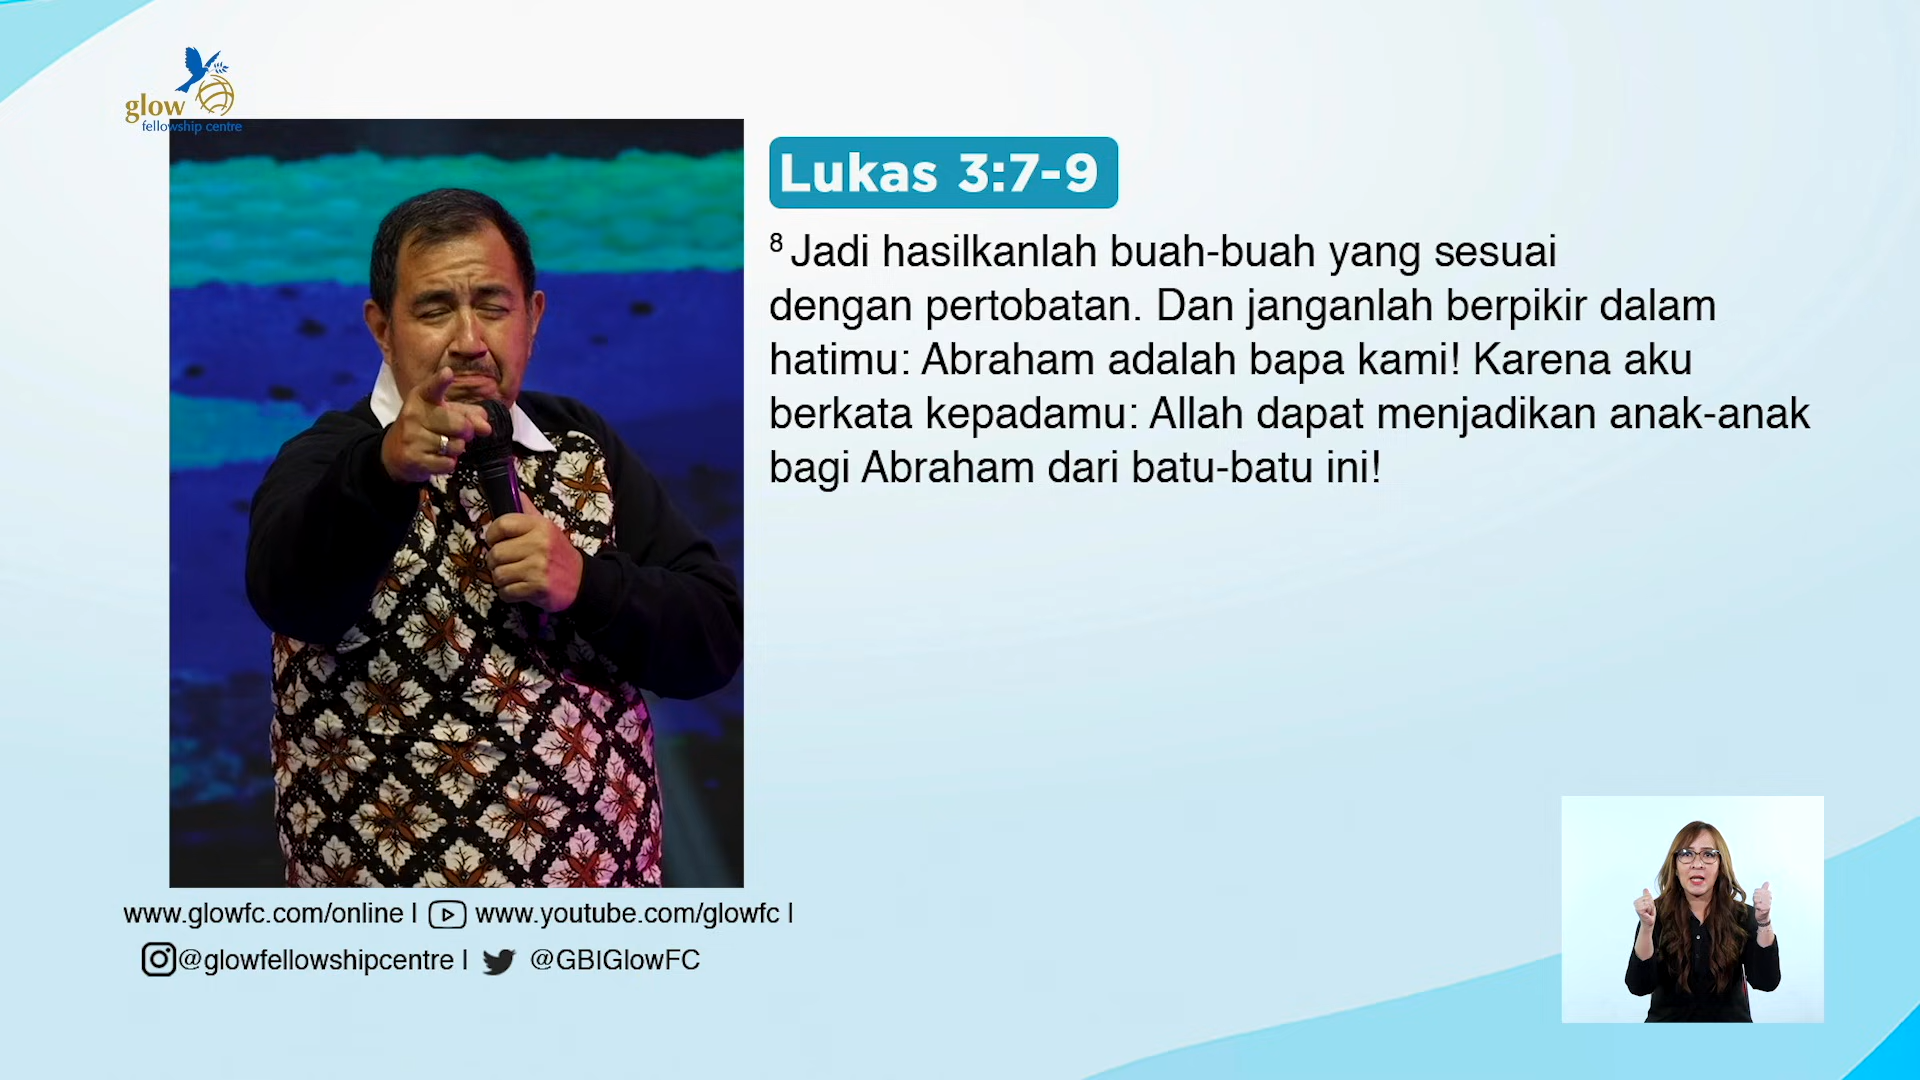 glow
fellowship centre
Lukas 3:7-9
8 Jadi hasilkanlah buah-buah yang sesuai
dengan pertobatan. Dan janganlah berpikir dalam
hatimu: Abraham adalah bapa kami! Karena aku
berkata kepadamu: Allah dapat menjadikan anak-anak
bagi Abraham dari batu-batu ini!
www.glowfc.com/online | www.youtube.com/glowfc |
@glowfellowshipcentre | @GBIGlowFC